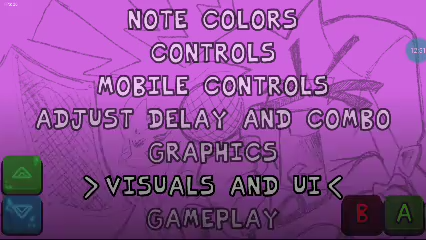 NOTE COLORS
CONTROLS
MOBILE CONTROLS
ADJUST DELAY AND COMBO
GRAPHICS
>VISUALS AND UI<
GAMEPLAY
B A